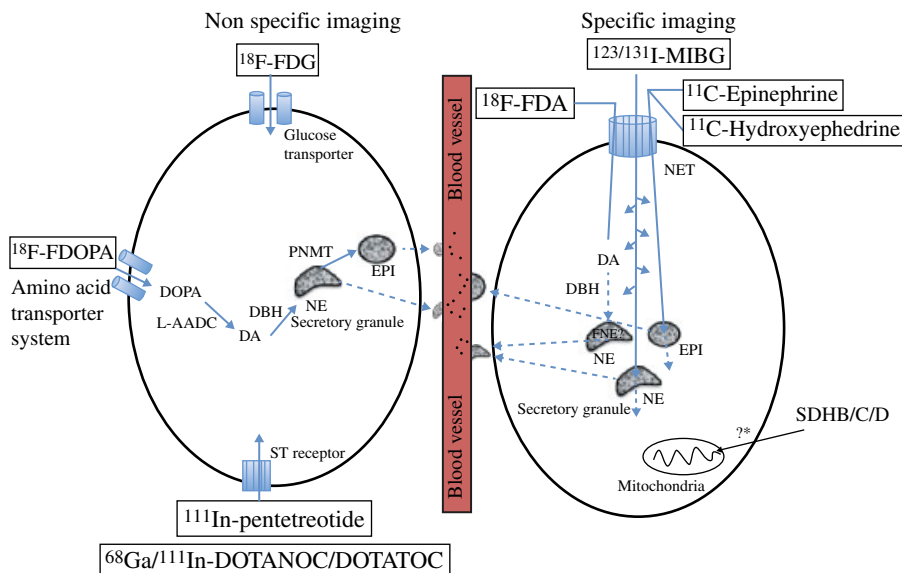 Non specific imaging
Specific imaging
18F-FDG
123/131I-MIBG
18F-FDA
11C-Epinephrine
11C-Hydroxyephedrine
Glucose
transporter
NET
Blood vessel
18F-FDOPA
Amino acid
transporter
system
DOPA
L-AADC
DA
DBH
PNMT
NE
EPI
Secretory granule
DA
DBH
FNE?
NE
EPI
Secretory granule
NE
ST receptor
Blood vessel
SDHB/C/D
?*
Mitochondria
111In-pentetreotide
68Ga/111In-DOTANOC/DOTATOC